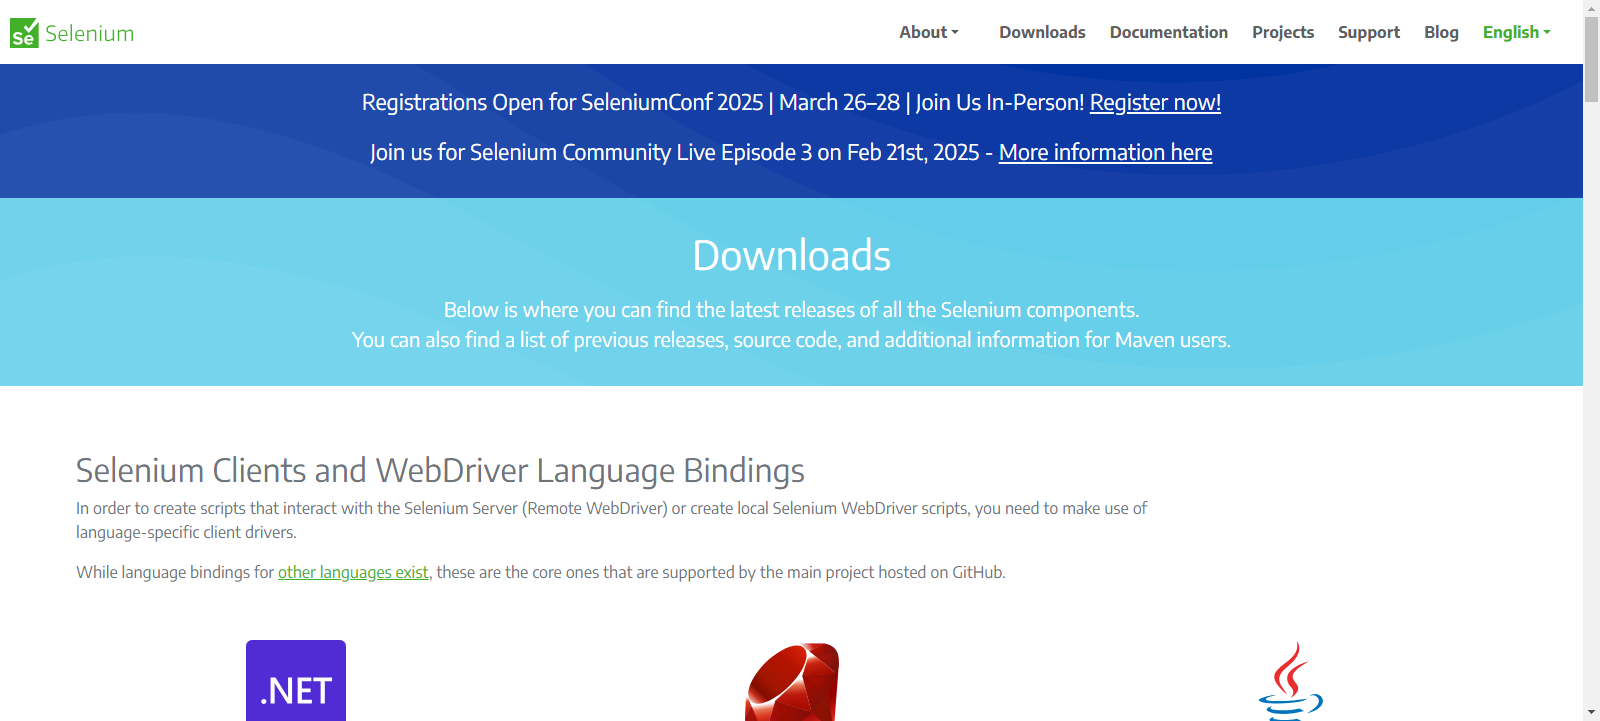 Se Selenium
About Downloads Documentation Projects Support Blog English
Registrations Open for SeleniumConf 2025 | March 26–28 | Join Us In-Person! Register now!
Join us for Selenium Community Live Episode 3 on Feb 21st, 2025 - More information here
Downloads
Below is where you can find the latest releases of all the Selenium components.
You can also find a list of previous releases, source code, and additional information for Maven users.
Selenium Clients and WebDriver Language Bindings
In order to create scripts that interact with the Selenium Server (Remote WebDriver) or create local Selenium WebDriver scripts, you need to make use of
language-specific client drivers.
While language bindings for other languages exist, these are the core ones that are supported by the main project hosted on GitHub.
.NET